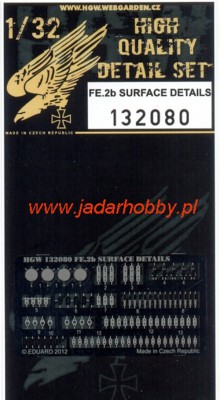 HTTP://WWW.HGW.WEBGARDEN.CZ
1/32
HIGH
QUALITY
DETAIL SET
FE.2b SURFACE DETAILS
132080
MADE IN CZECH REPUBLIC
www.jadarhobby.pl
HGW 132080 FE.2b SURFACE DETAILS
© EDUARD 2012
Made in Czech Republic